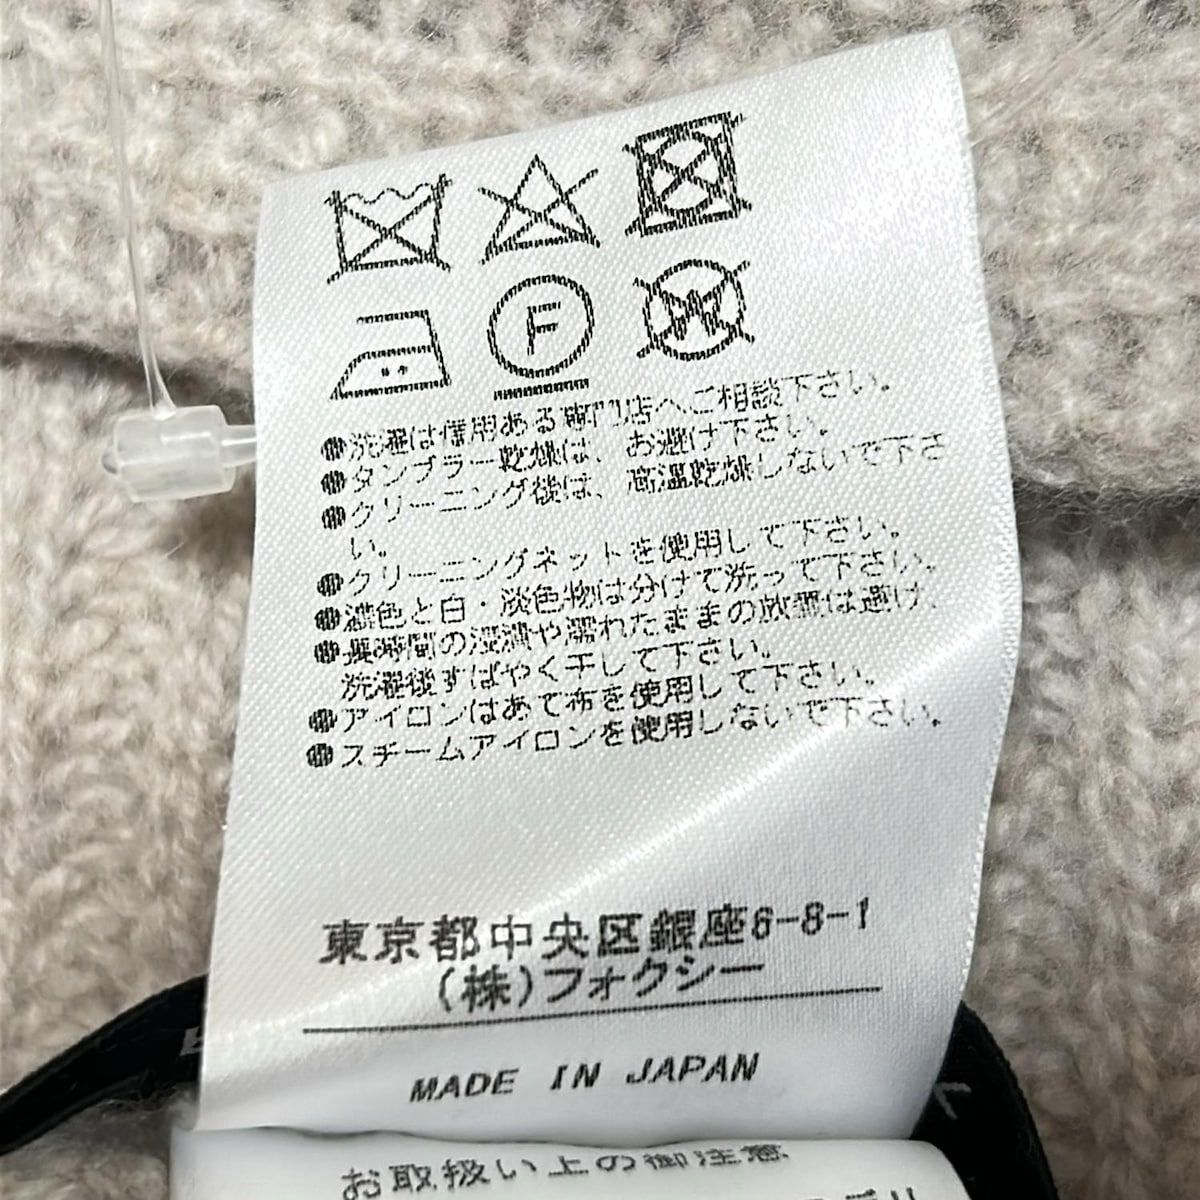 F
W
●洗濯は信用ある専門店へご相談下さい。
●タンブラー乾燥は、お避け下さい。
●クリーニング後は、高温乾燥しないで下さ
い。
●クリーニングネットを使用して下さい。
●濃色と白・淡色物は分けて洗って下さい。
●長時間の浸漬や濡れたままの放置は避け、
洗濯後すばやく干して下さい。
●アイロンはあて布を使用して下さい。
●スチームアイロンを使用しないで下さい。
東京都中央区銀座6-8-1
(株)フォクシー
MADE IN JAPAN
お取扱い上の御注意